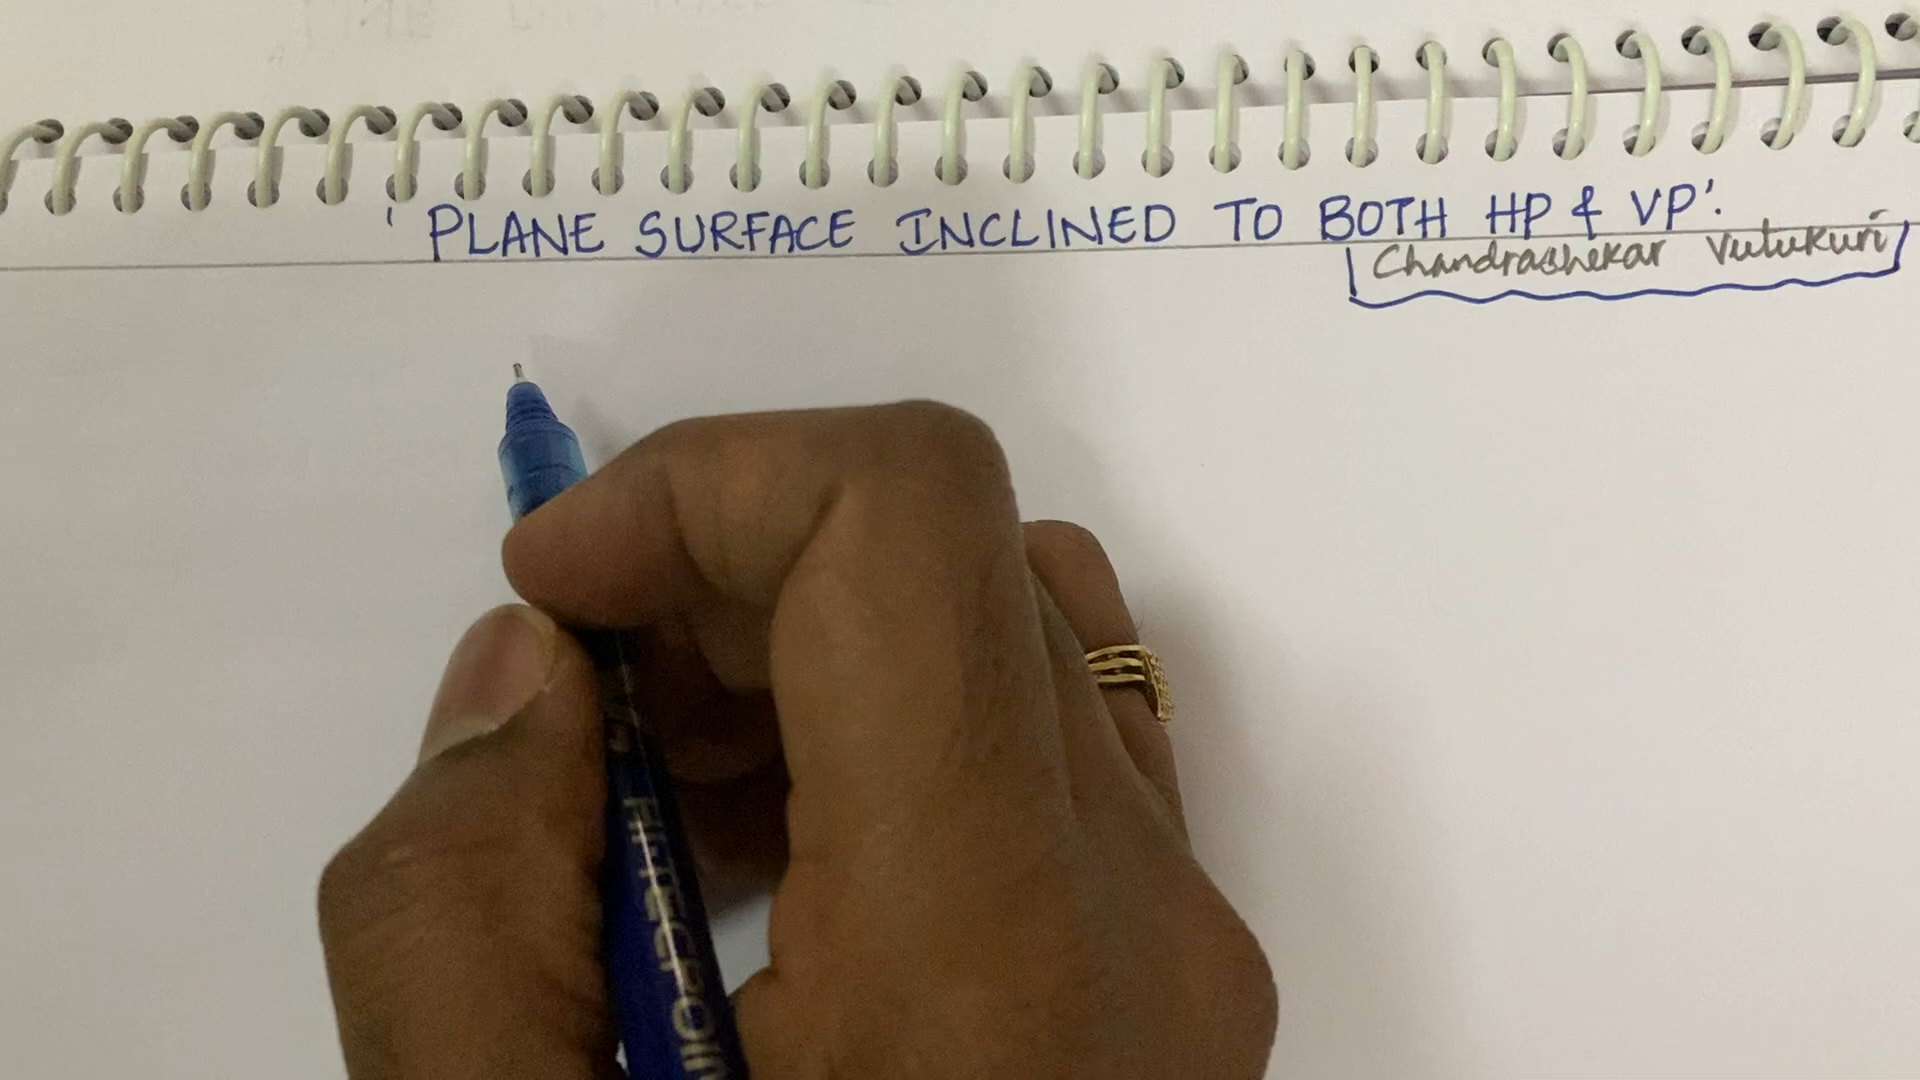 ' PLANE SURFACE INCLINED TO BOTH HP & VP'.
Chandrashekar Vutukuri